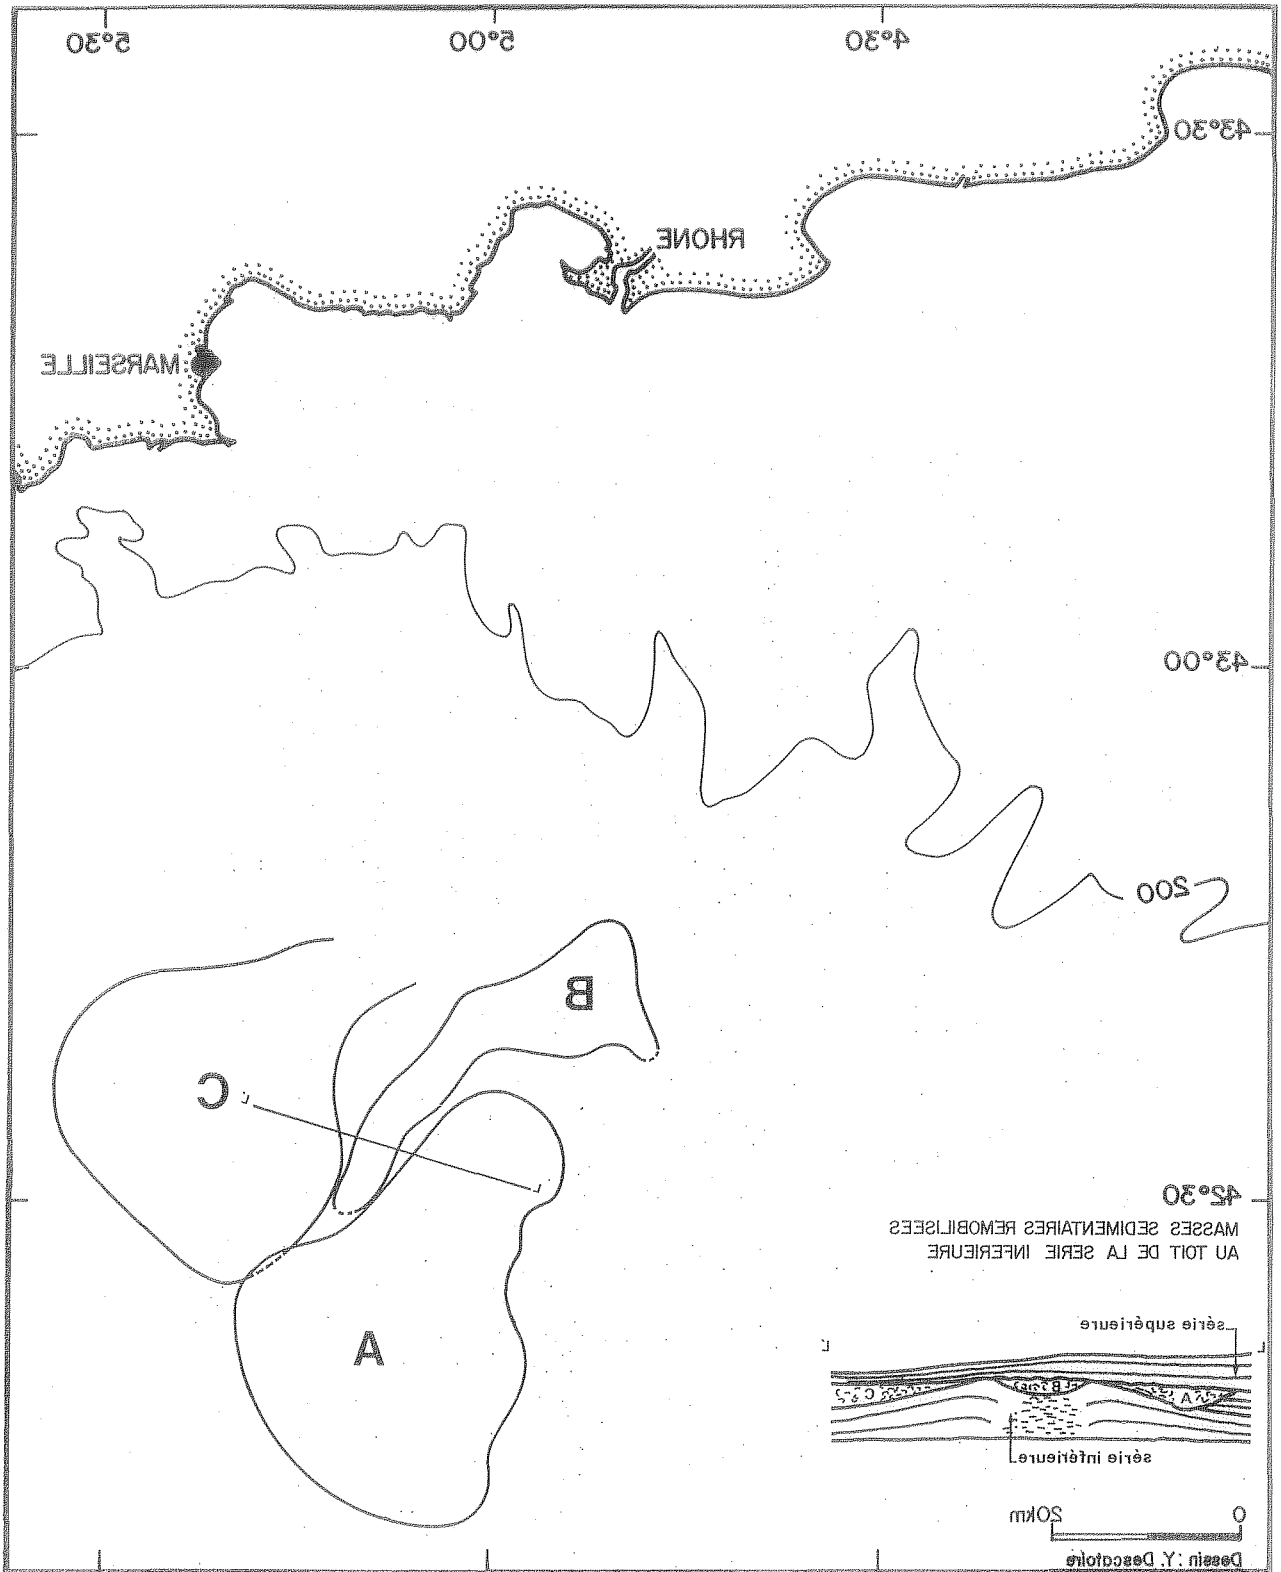 4°30
5°00
5°30
43°30
RHONE
MARSEILLE
43°00
200
B
C
L'
L
42°30
MASSES SEDIMENTAIRES REMOBILISEES
AU TOIT DE LA SERIE INFERIEURE
A
série supérieure
L
L'
A
B
C
série inférieure
0
20km
Dessin : Y. Descatoire